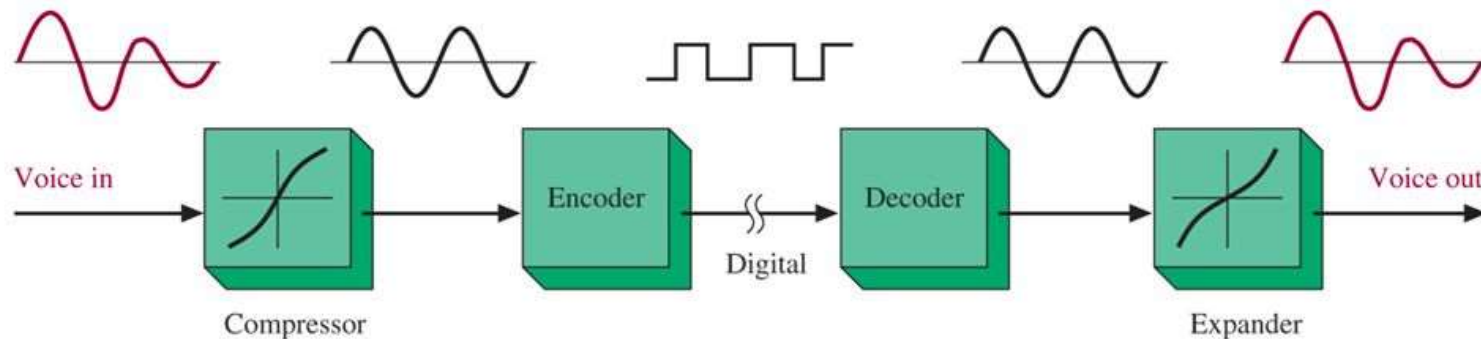 Voice in
Encoder
Decoder
Voice out
Digital
Compressor
Expander